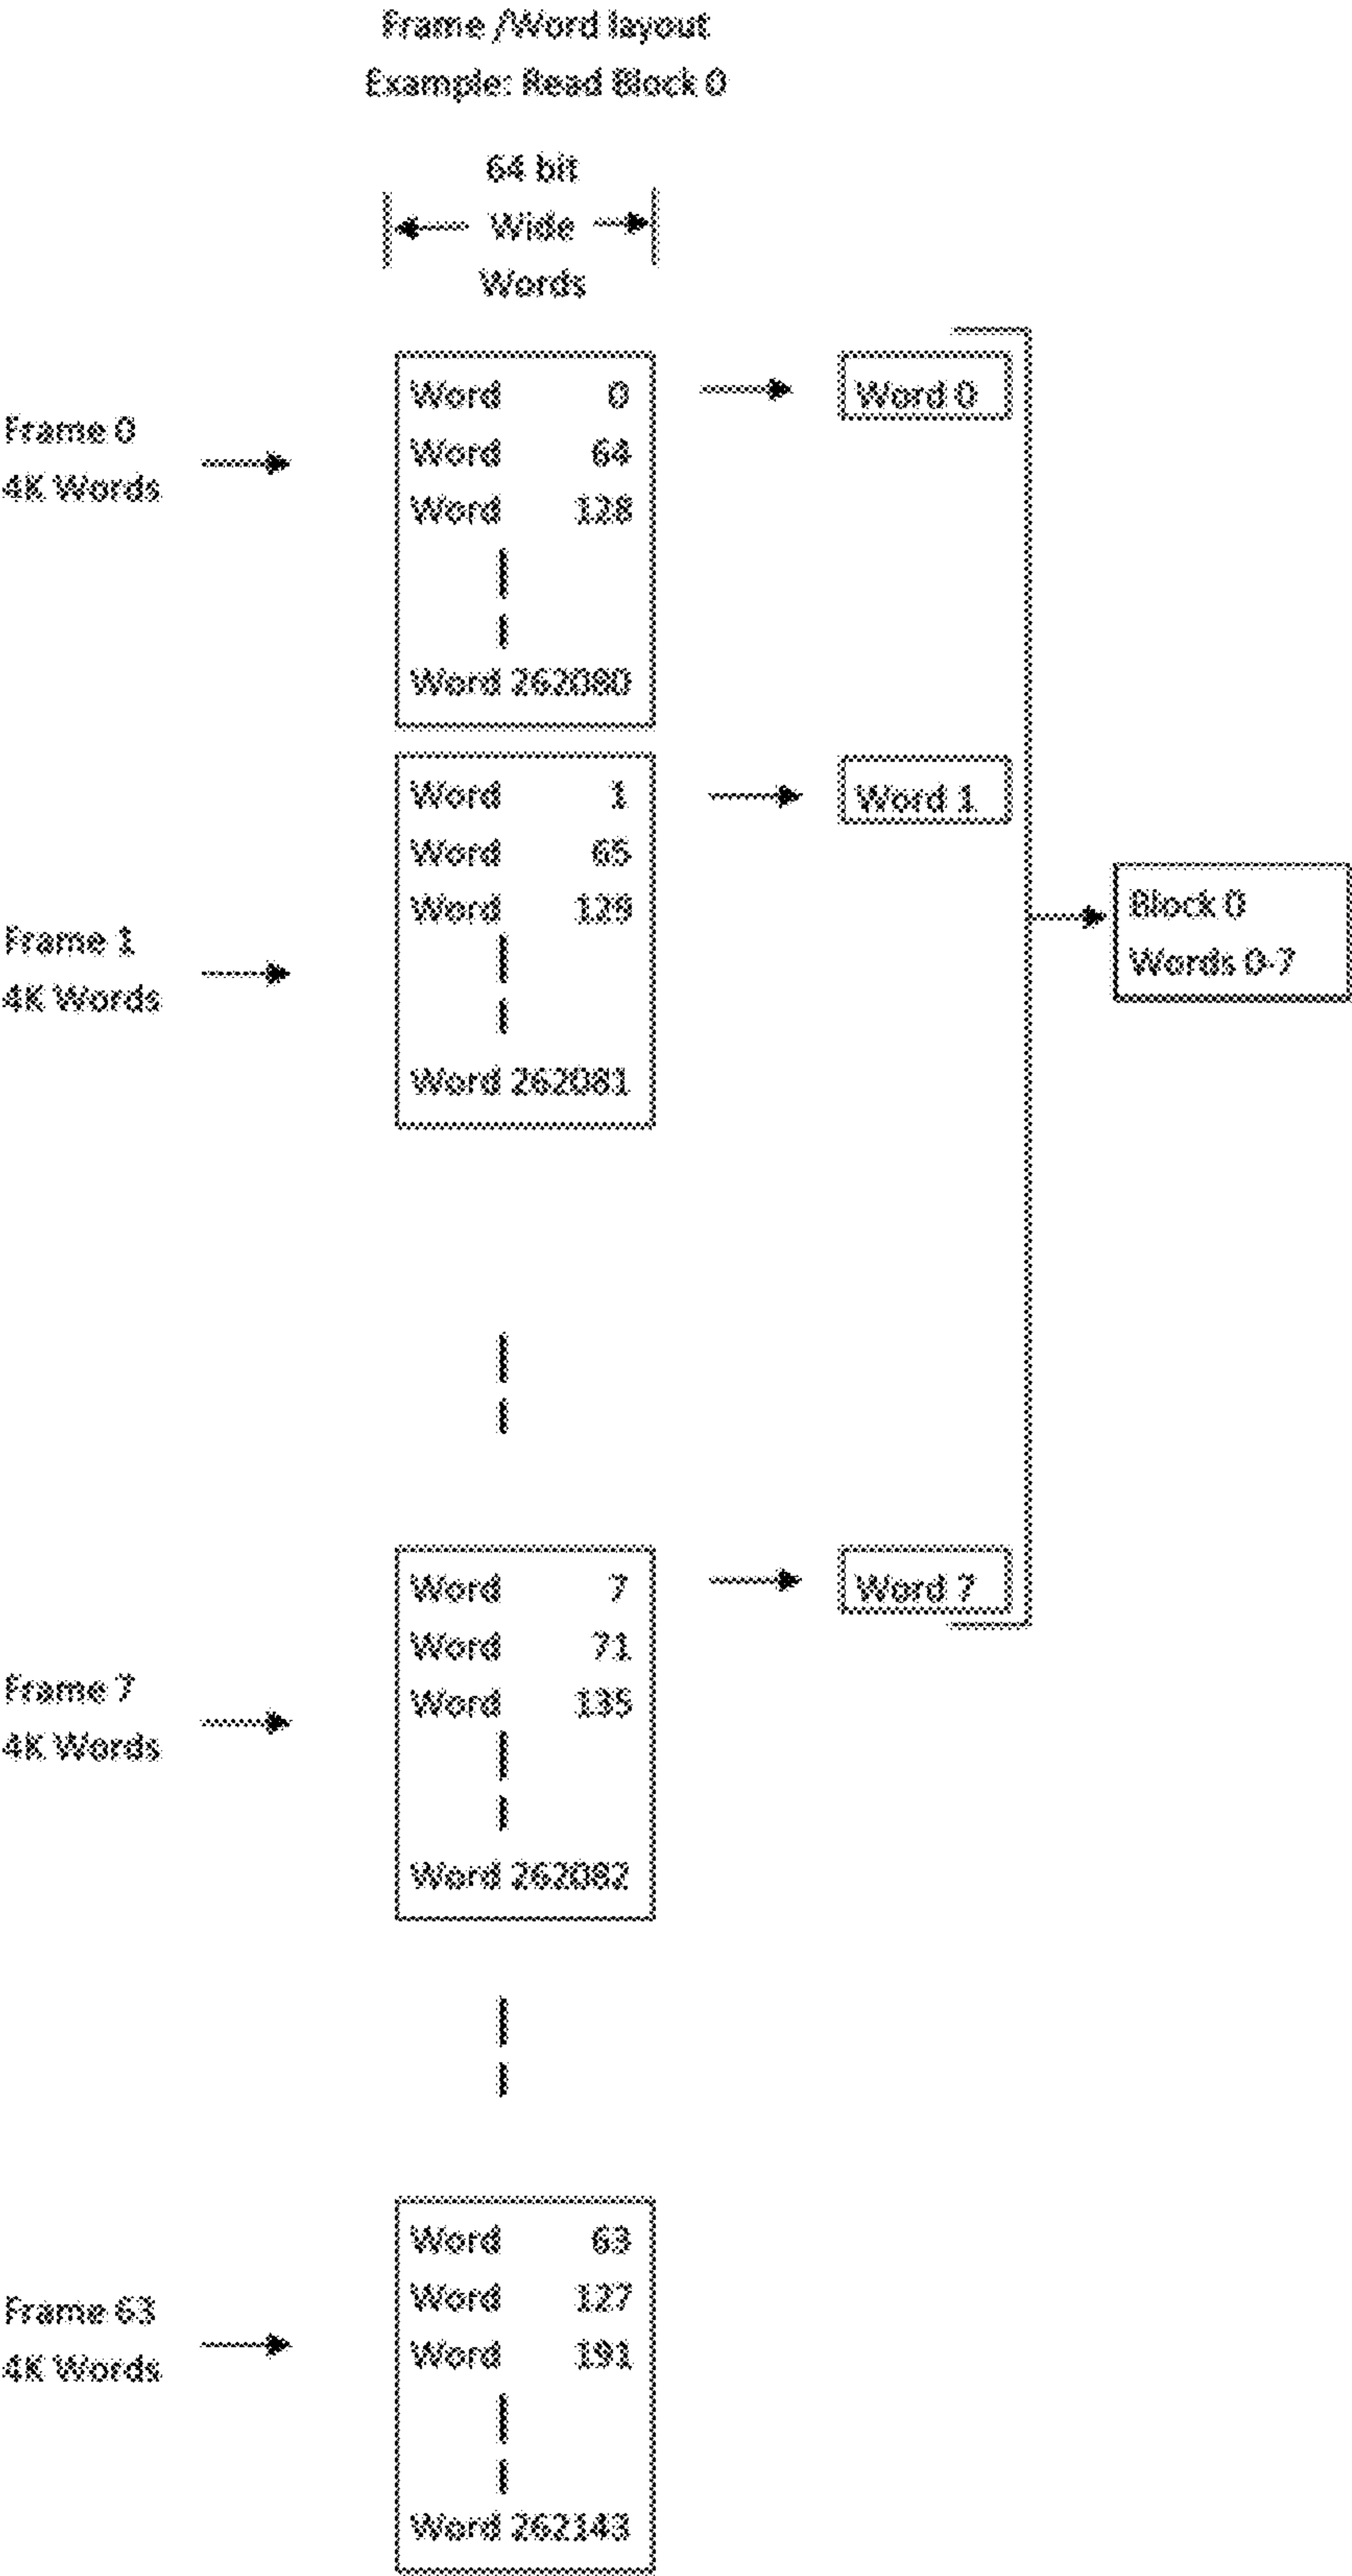 Frame /Word layout
Example: Read Block 0
64 bit
Wide
Words
Frame 0
4K Words
Word 0
Word 64
Word 128
Word 262080
Word 0
Frame 1
4K Words
Word 1
Word 65
Word 129
Word 262081
Word 1
Block 0
Words 0-7
Frame 7
4K Words
Word 7
Word 71
Word 135
Word 262082
Word 7
Frame 63
4K Words
Word 63
Word 127
Word 191
Word 262143